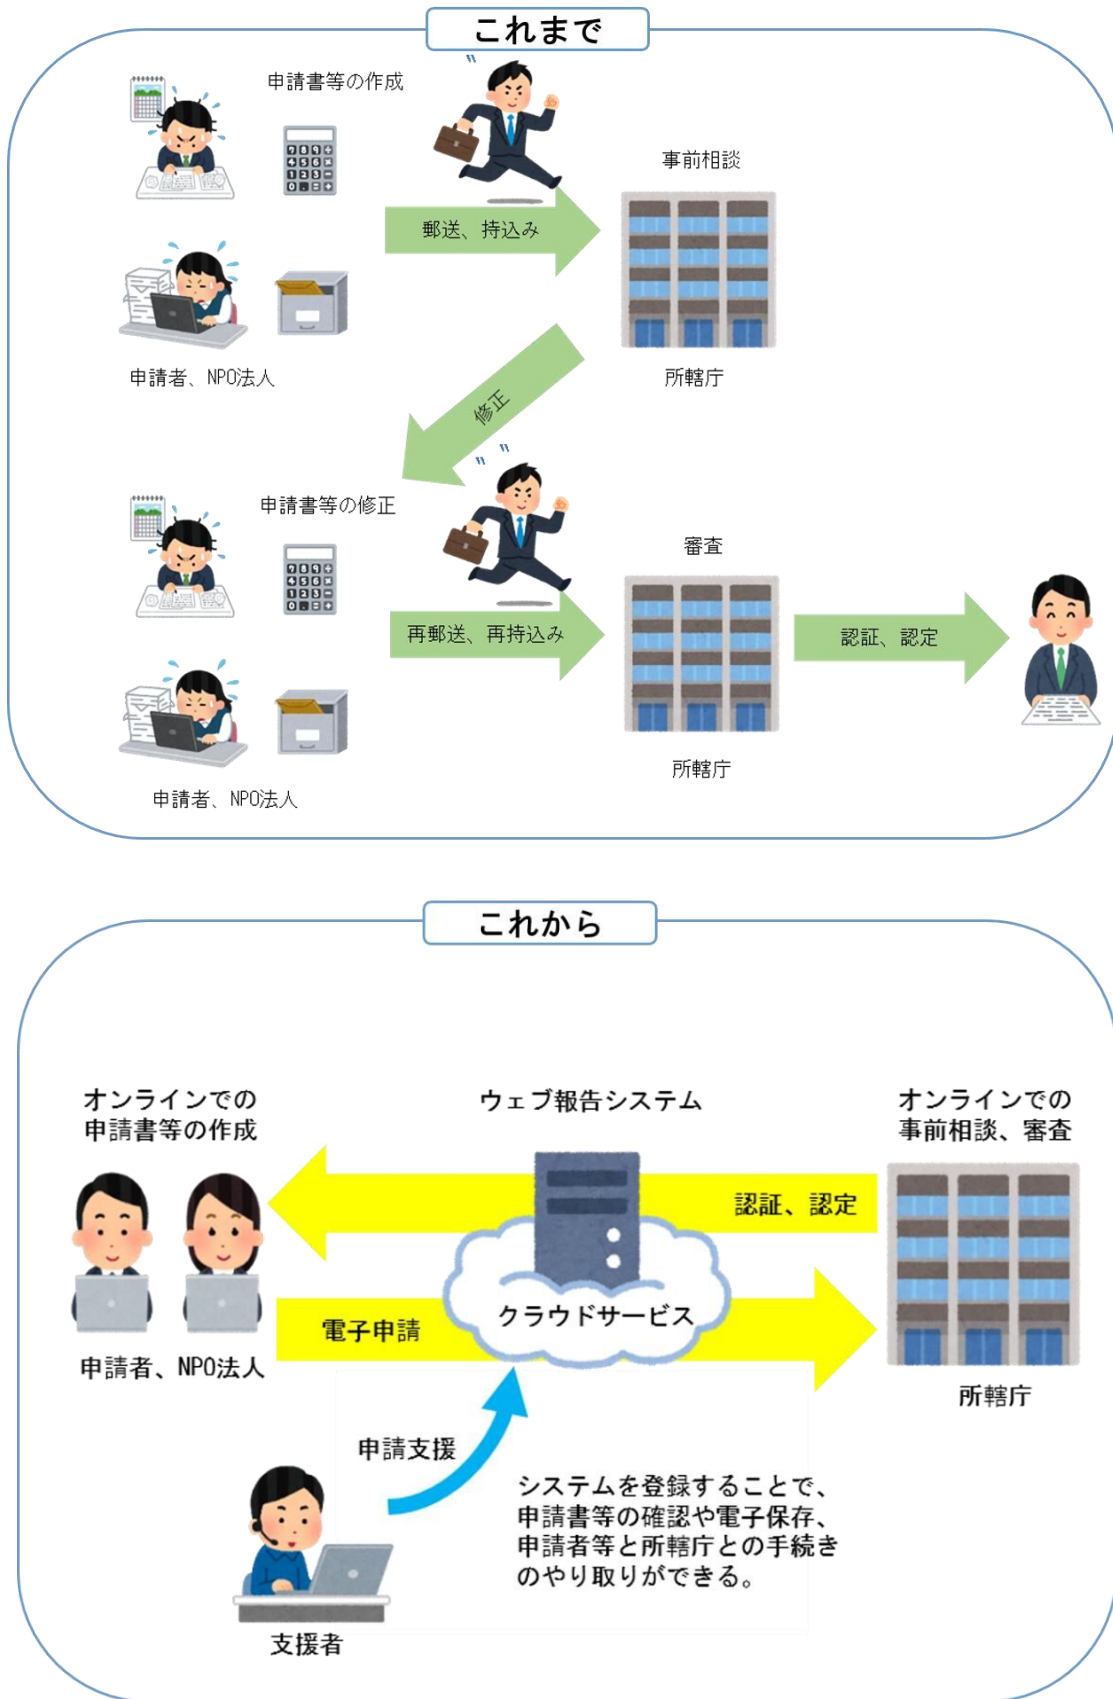 これまで
申請書等の作成
事前相談
郵送、持込み
申請者、NPO法人
所轄庁
修正
申請書等の修正
審査
再郵送、再持込み
認証、認定
所轄庁
申請者、NPO法人
これから
オンラインでの
申請書等の作成
ウェブ報告システム
オンラインでの
事前相談、審査
認証、認定
クラウドサービス
電子申請
申請者、NPO法人
所轄庁
申請支援
システムを登録することで、
申請書等の確認や電子保存、
申請者等と所轄庁との手続き
のやり取りができる。
支援者